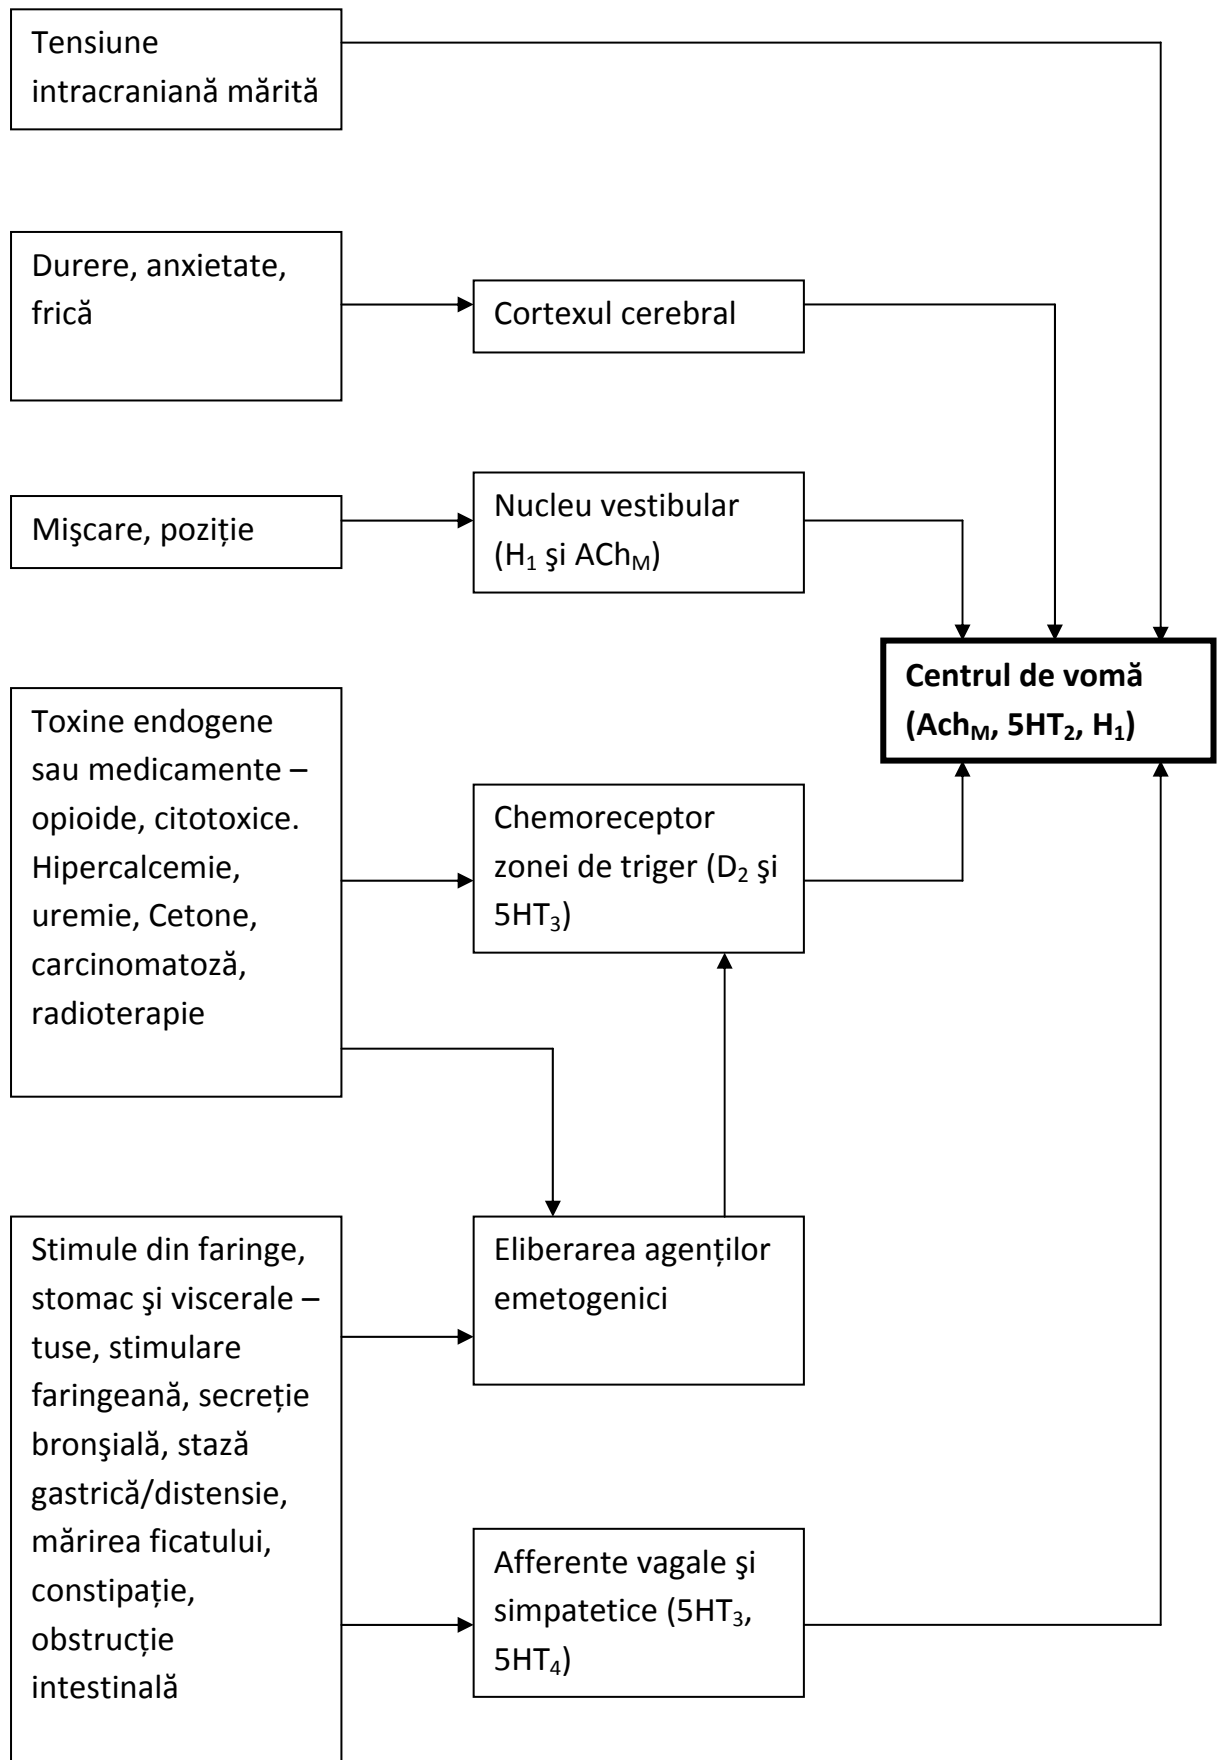 Tensiune
intracraniană mărită
Durere, anxietate,
frică
Cortexul cerebral
Mişcare, poziție
Nucleu vestibular
(H₁ şi AChM)
Centrul de vomă
(AchM, 5HT₂, H₁)
Toxine endogene
sau medicamente –
opioide, citotoxice.
Hipercalcemie,
uremie, Cetone,
carcinomatoză,
radioterapie
Chemoreceptor
zonei de triger (D₂ şi
5HT₃)
Stimule din faringe,
stomac şi viscerale –
tuse, stimulare
faringeană, secreție
bronşială, stază
gastrică/distensie,
mărirea ficatului,
constipație,
obstrucție
intestinală
Eliberarea agenților
emetogenici
Afferente vagale şi
simpatetice (5HT₃,
5HT₄)